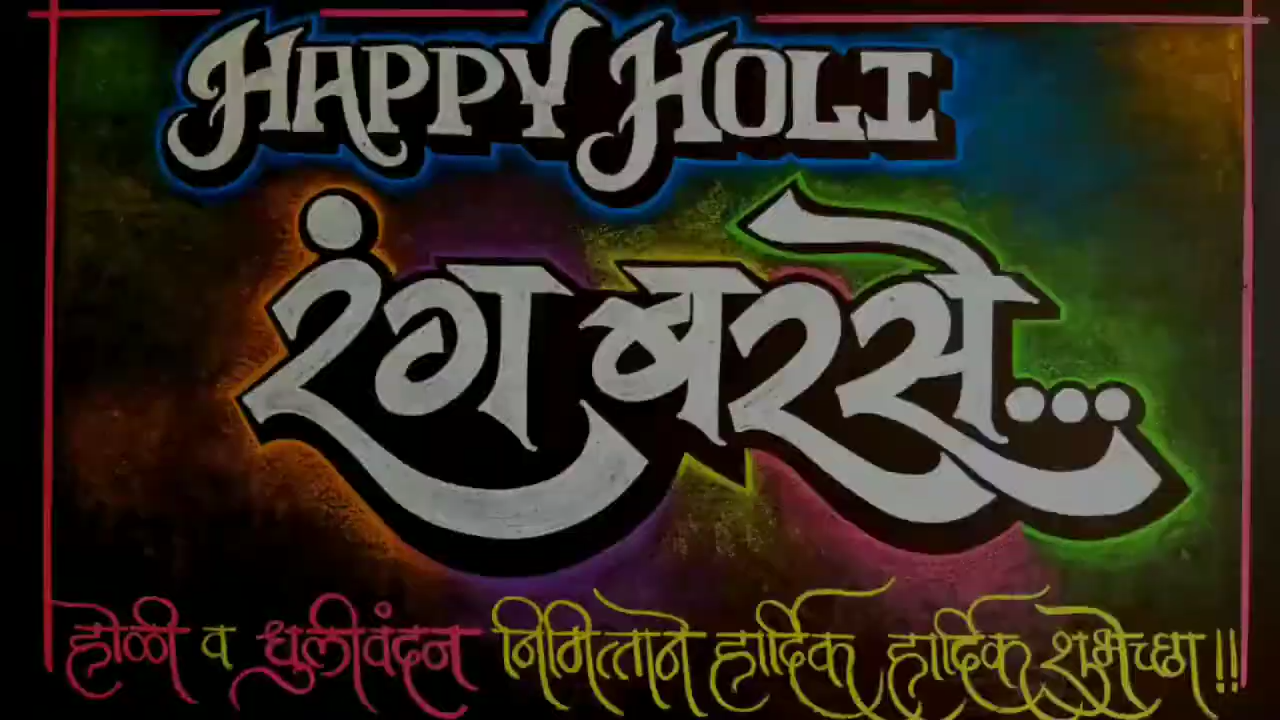 HAPPY HOLI
रंग बरसे...
होळी व धुलीवंदन निमित्ताने हार्दिक हार्दिक शुभेच्छा!!